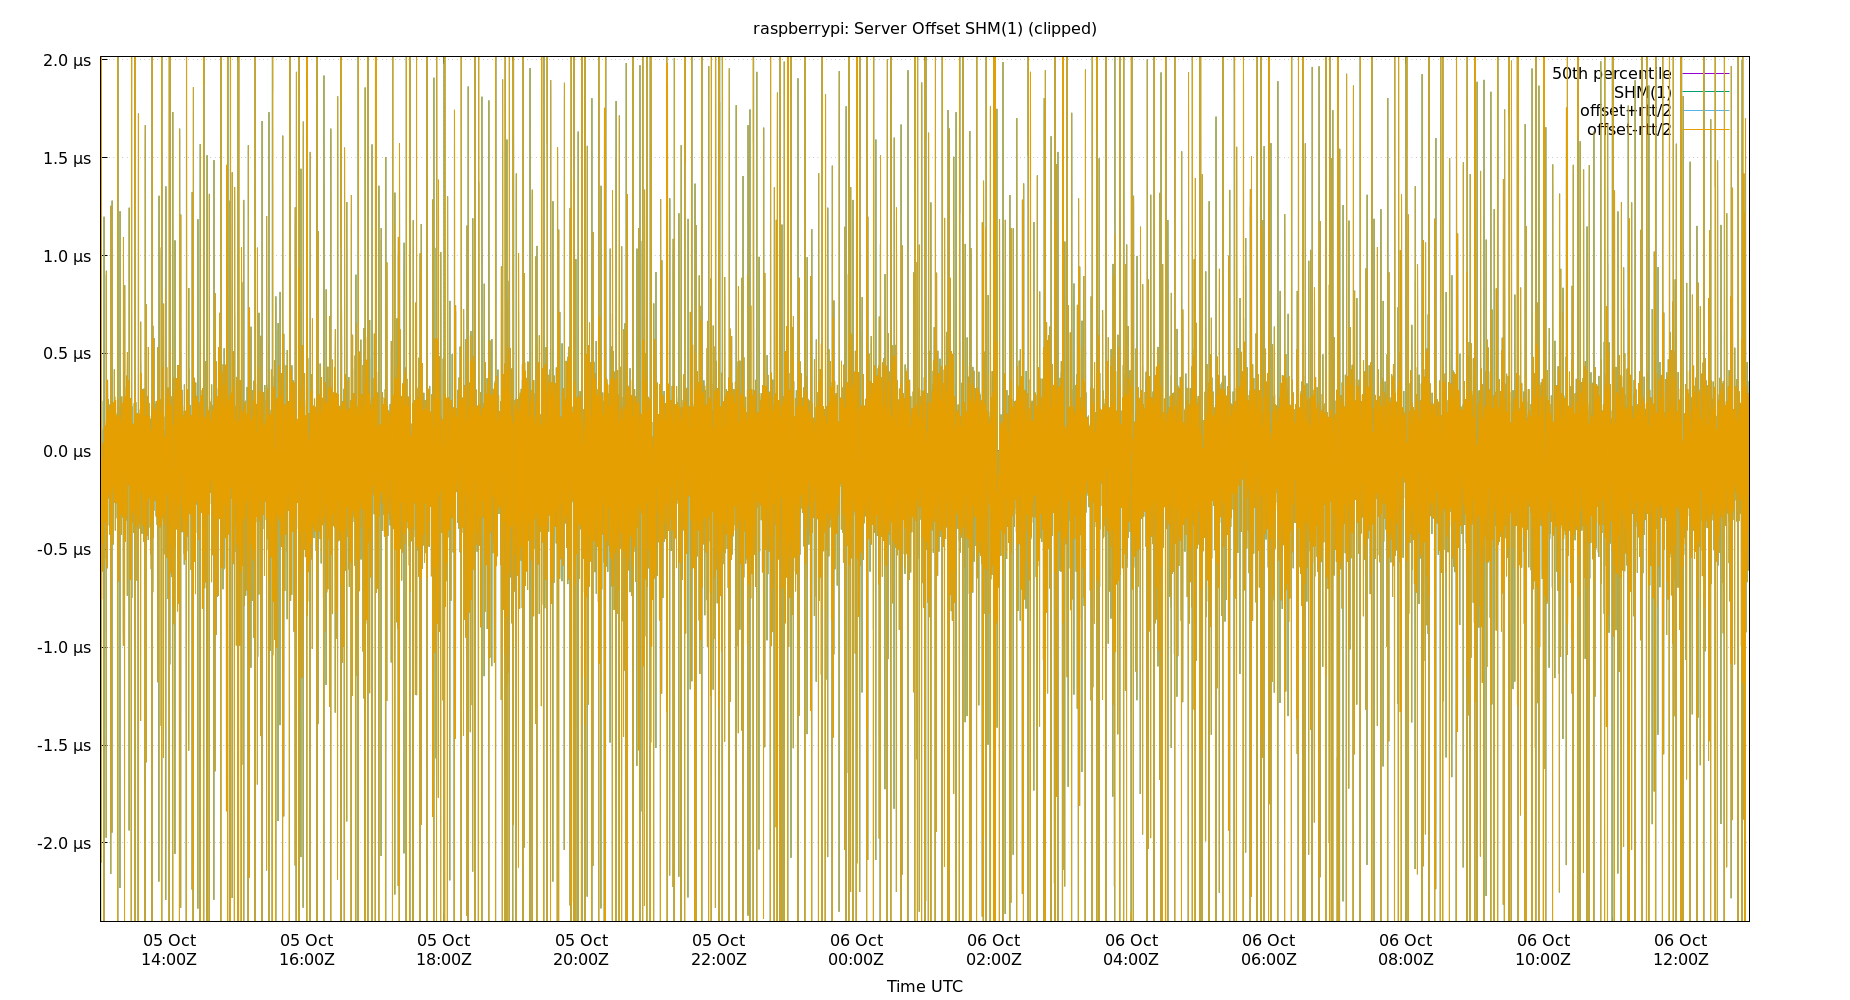 raspberrypi: Server Offset SHM(1) (clipped)
2.0 µs
1.5 µs
1.0 µs
0.5 µs
0.0 µs
-0.5 µs
-1.0 µs
-1.5 µs
-2.0 µs
50th percentile
SHM(1)
offset+rtt/2
offset-rtt/2
05 Oct 05 Oct 05 Oct 05 Oct 05 Oct 06 Oct 06 Oct 06 Oct 06 Oct 06 Oct 06 Oct 06 Oct
14:00Z 16:00Z 18:00Z 20:00Z 22:00Z 00:00Z 02:00Z 04:00Z 06:00Z 08:00Z 10:00Z 12:00Z
Time UTC